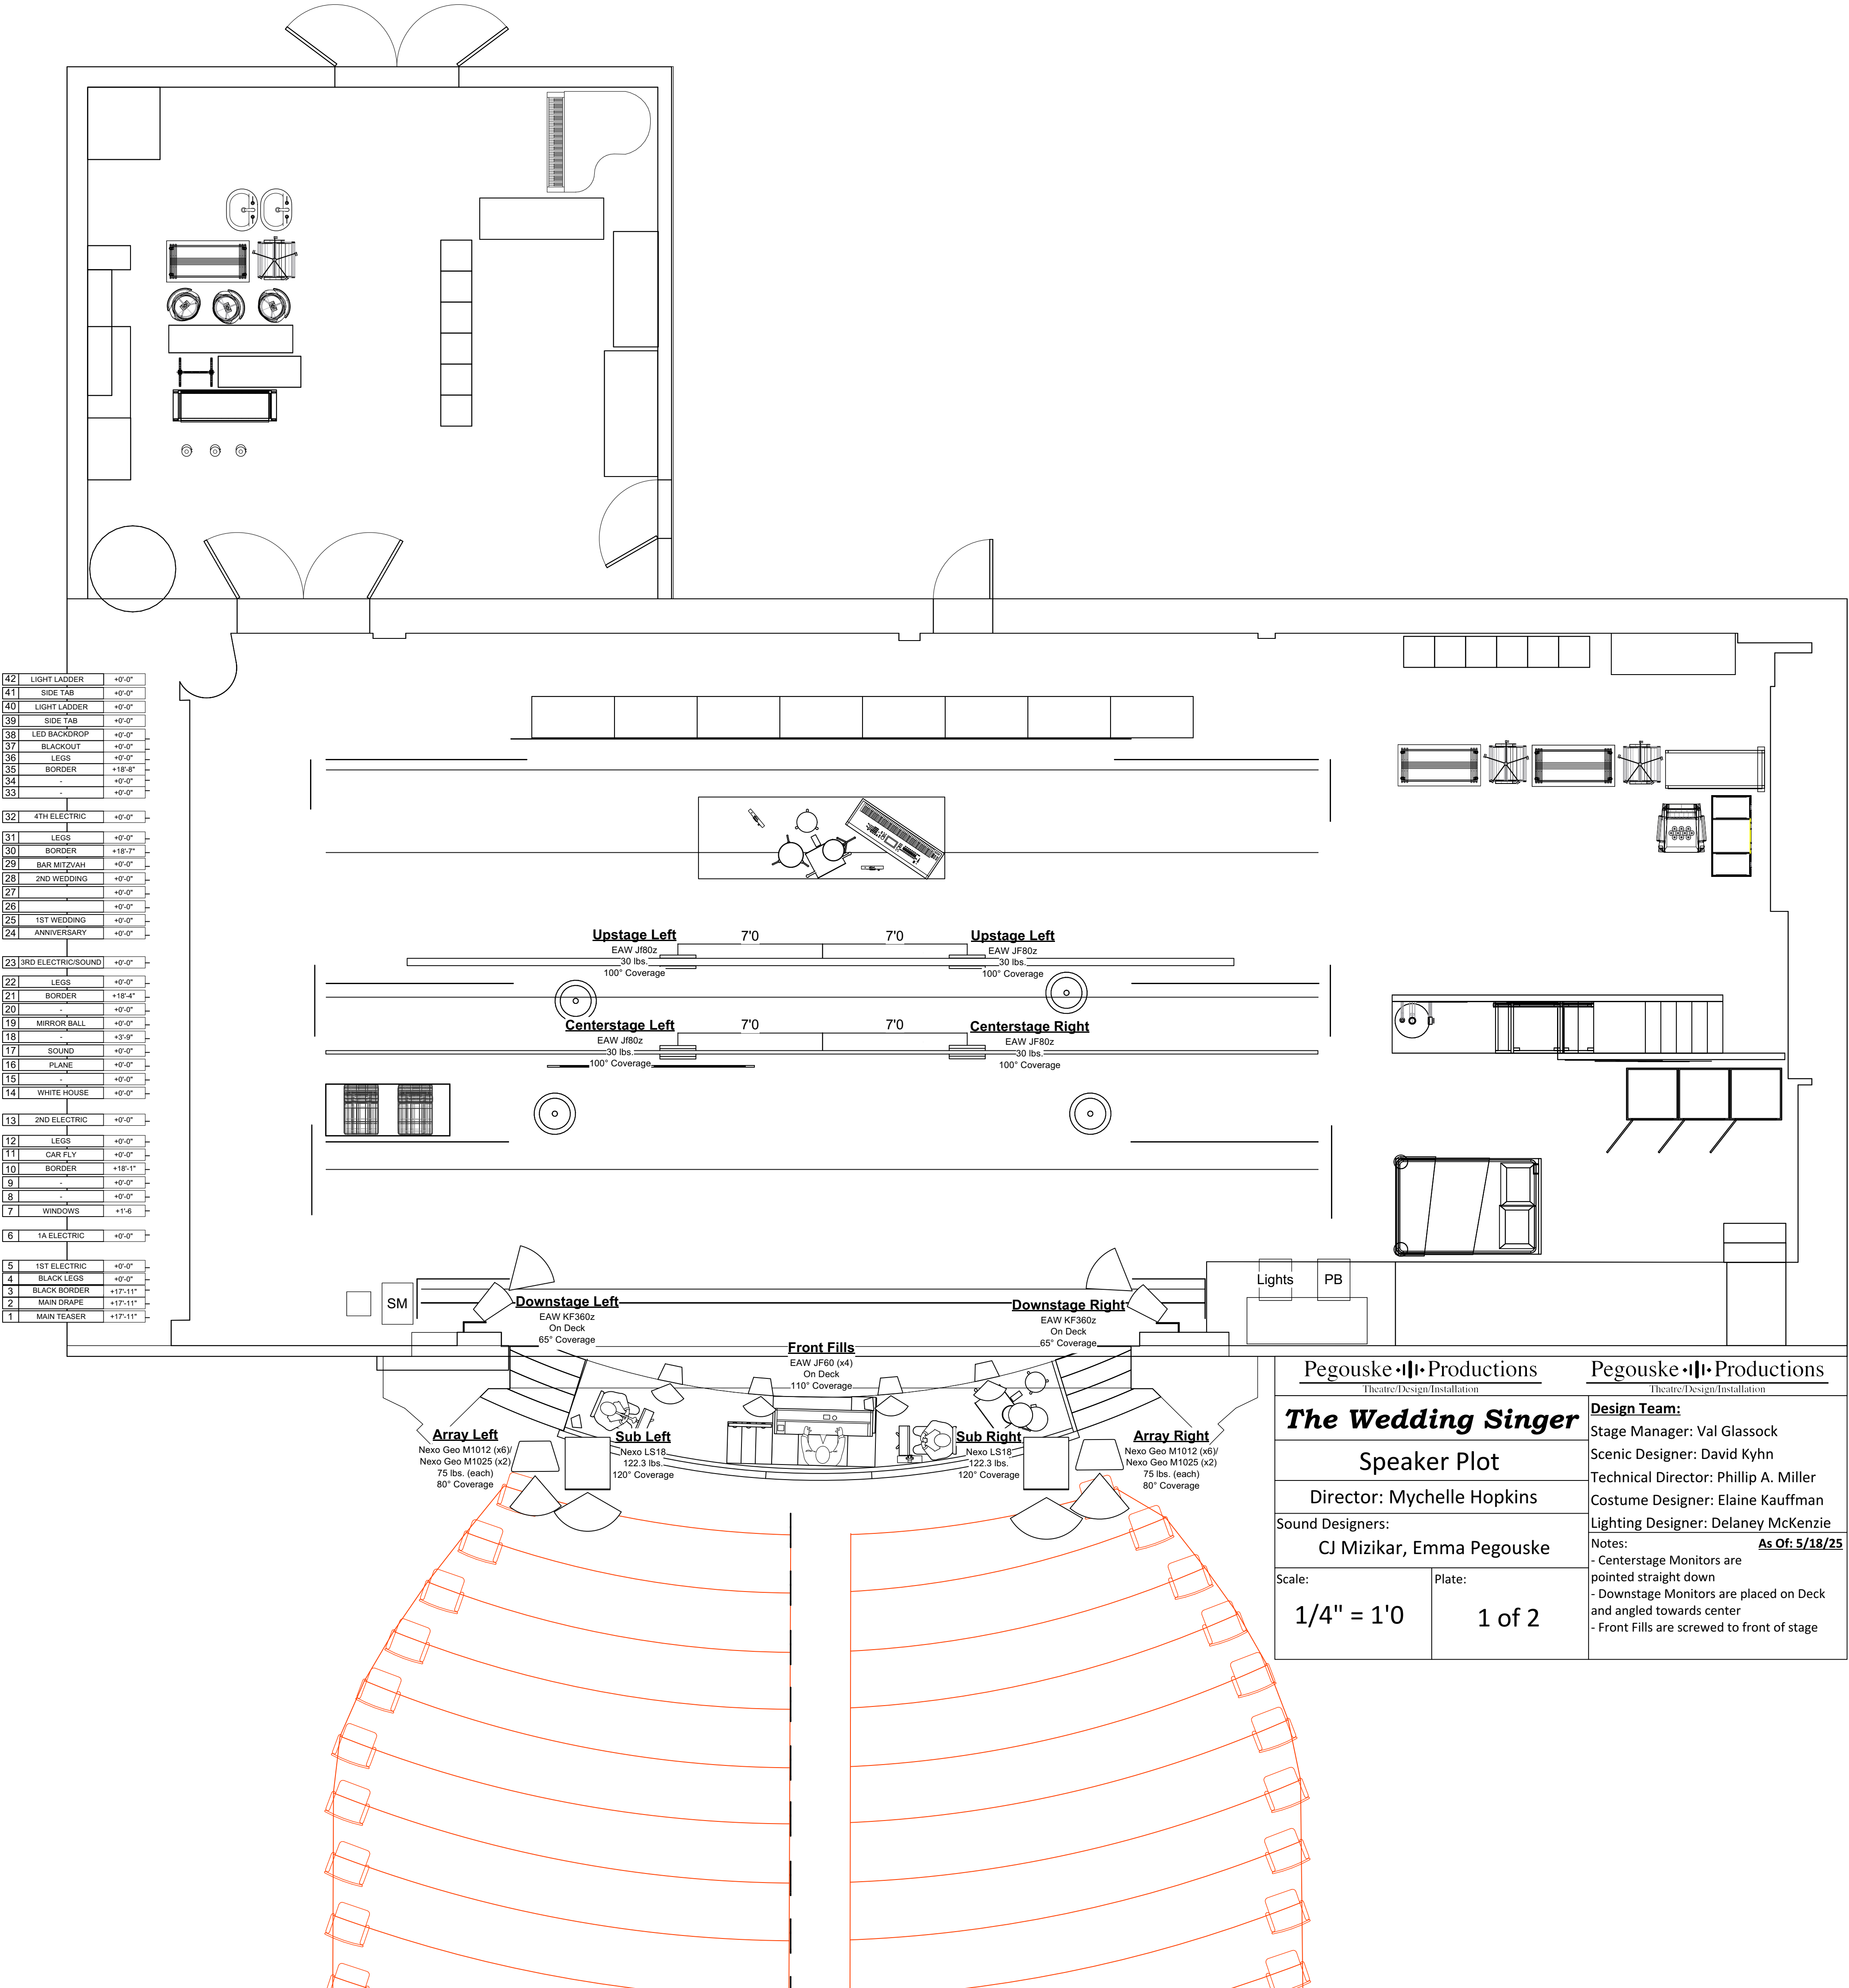 42 LIGHT LADDER +0'-0"
41 SIDE TAB +0'-0"
40 LIGHT LADDER +0'-0"
39 SIDE TAB +0'-0"
38 LED BACKDROP +0'-0"
37 BLACKOUT +0'-0"
36 LEGS +0'-0"
35 BORDER +18'-8"
34 - +0'-0"
33 - +0'-0"
32 4TH ELECTRIC +0'-0"
31 LEGS +0'-0"
30 BORDER +18'-7"
29 BAR MITZVAH +0'-0"
28 2ND WEDDING +0'-0"
27 +0'-0"
26 +0'-0"
25 1ST WEDDING +0'-0"
24 ANNIVERSARY +0'-0"
23 3RD ELECTRIC/SOUND +0'-0"
22 LEGS +0'-0"
21 BORDER +18'-4"
20 - +0'-0"
19 MIRROR BALL +0'-0"
18 - +3'-9"
17 SOUND +0'-0"
16 PLANE +0'-0"
15 - +0'-0"
14 WHITE HOUSE +0'-0"
13 2ND ELECTRIC +0'-0"
12 LEGS +0'-0"
11 CAR FLY +0'-0"
10 BORDER +18'-1"
9 - +0'-0"
8 - +0'-0"
7 WINDOWS +1'-6
6 1A ELECTRIC +0'-0"
5 1ST ELECTRIC +0'-0"
4 BLACK LEGS +0'-0"
3 BLACK BORDER +17'-11"
2 MAIN DRAPE +17'-11"
1 MAIN TEASER +17'-11"
Upstage Left
EAW Jf80z
30 lbs.
100° Coverage
7'0
7'0
Upstage Left
EAW JF80z
30 lbs.
100° Coverage
Centerstage Left
EAW Jf80z
30 lbs.
100° Coverage
7'0
7'0
Centerstage Right
EAW JF80z
30 lbs.
100° Coverage
SM
Downstage Left
EAW KF360z
On Deck
65° Coverage
Downstage Right
EAW KF360z
On Deck
65° Coverage
Lights
PB
Front Fills
EAW JF60 (x4)
On Deck
110° Coverage
Array Left
Nexo Geo M1012 (x6)/
Nexo Geo M1025 (x2)
75 lbs. (each)
80° Coverage
Sub Left
Nexo LS18
122.3 lbs.
120° Coverage
Sub Right
Nexo LS18
122.3 lbs.
120° Coverage
Array Right
Nexo Geo M1012 (x6)/
Nexo Geo M1025 (x2)
75 lbs. (each)
80° Coverage
Pegouske Productions
Theatre/Design/Installation
The Wedding Singer
Speaker Plot
Director: Mychelle Hopkins
Sound Designers:
CJ Mizikar, Emma Pegouske
Scale:
1/4" = 1'0
Plate:
1 of 2
Pegouske Productions
Theatre/Design/Installation
Design Team:
Stage Manager: Val Glassock
Scenic Designer: David Kyhn
Technical Director: Phillip A. Miller
Costume Designer: Elaine Kauffman
Lighting Designer: Delaney McKenzie
Notes: As Of: 5/18/25
- Centerstage Monitors are
pointed straight down
- Downstage Monitors are placed on Deck
and angled towards center
- Front Fills are screwed to front of stage